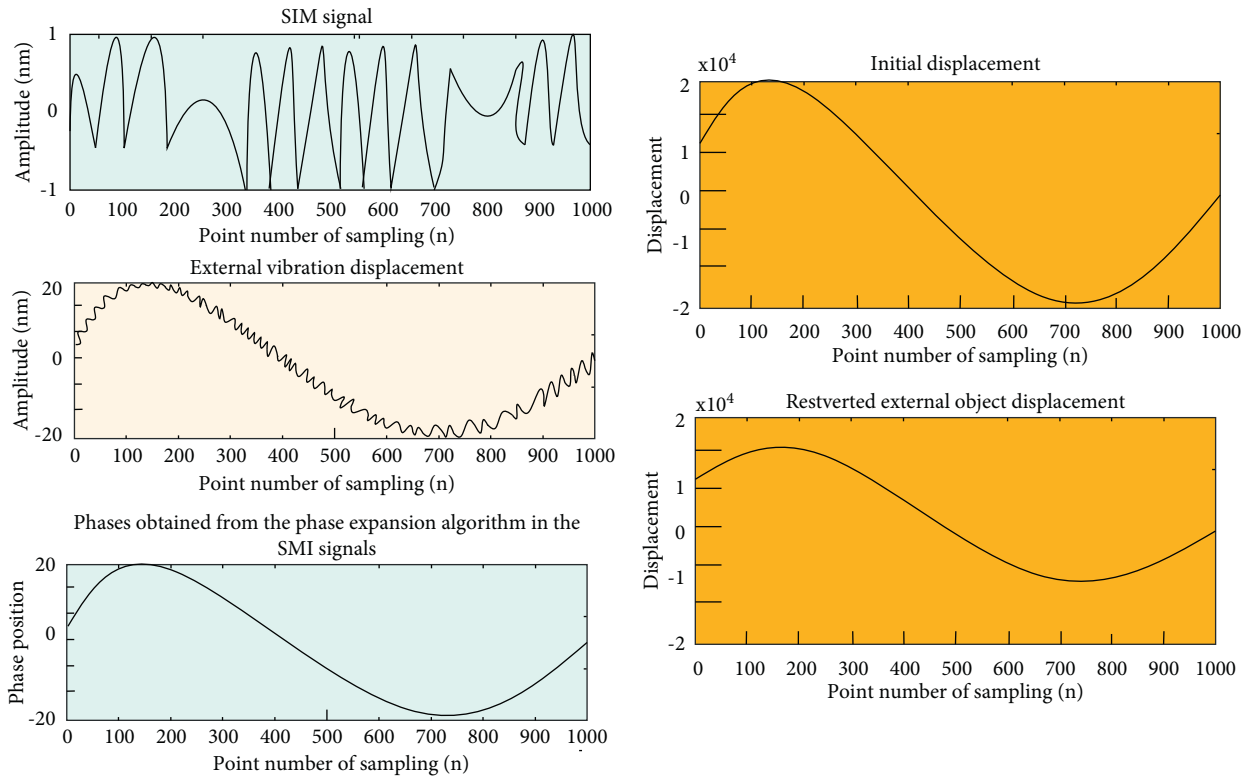 SIM signal
Amplitude (nm)
1
0
-1
0 100 200 300 400 500 600 700 800 900 1000
Point number of sampling (n)
External vibration displacement
Amplitude (nm)
20
0
-20
0 100 200 300 400 500 600 700 800 900 1000
Point number of sampling (n)
Phases obtained from the phase expansion algorithm in the
SMI signals
Phase position
20
0
-20
0 100 200 300 400 500 600 700 800 900 1000
Point number of sampling (n)
Initial displacement
x10⁴
Displacement
2
1
0
-1
-2
0 100 200 300 400 500 600 700 800 900 1000
Point number of sampling (n)
Restverted external object displacement
x10⁴
Displacement
2
1
0
-1
-2
0 100 200 300 400 500 600 700 800 900 1000
Point number of sampling (n)